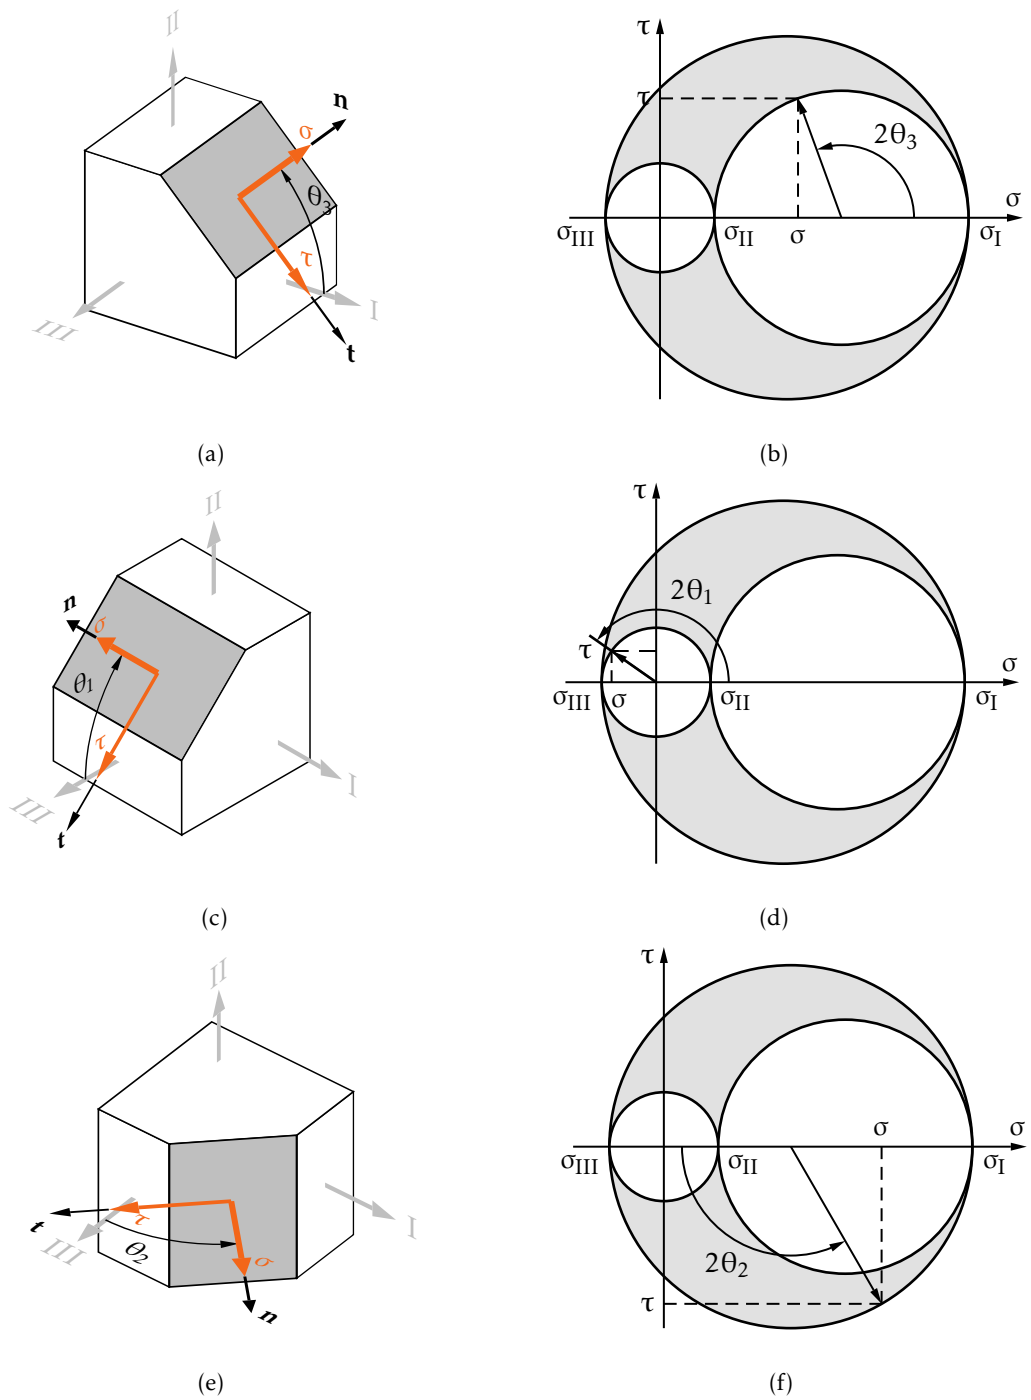 II
n
σ
θ3
τ
I
III
t
(a)
τ
τ
2θ3
σ
σIII
σII
σ
σI
(b)
II
n
σ
θ1
τ
I
III
t
(c)
τ
2θ1
τ
σ
σIII
σ
σII
σI
(d)
II
I
t
τ
III
θ2
σ
n
(e)
τ
σ
σ
σIII
σII
σI
2θ2
τ
(f)